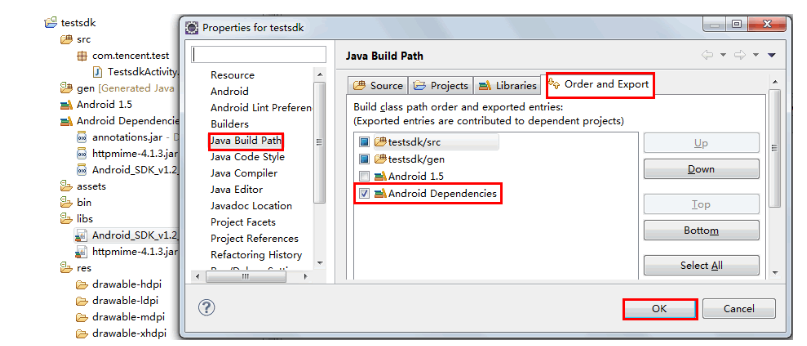 testsdk
src
com.tencent.test
TestsdkActivity.
gen [Generated Java
Android 1.5
Android Dependencie
annotations.jar - D
httpmime-4.1.3.jar
Android_SDK_v1.2
assets
bin
libs
Android_SDK_v1.2
httpmime-4.1.3.jar
res
drawable-hdpi
drawable-ldpi
drawable-mdpi
drawable-xhdpi
Properties for testsdk
Resource
Android
Android Lint Preferen
Builders
Java Build Path
Java Code Style
Java Compiler
Java Editor
Javadoc Location
Project Facets
Project References
Refactoring History
Java Build Path
Source
Projects
Libraries
Order and Export
Build class path order and exported entries:
(Exported entries are contributed to dependent projects)
testsdk/src
testsdk/gen
Android 1.5
Android Dependencies
Up
Down
Top
Bottom
Select All
OK
Cancel